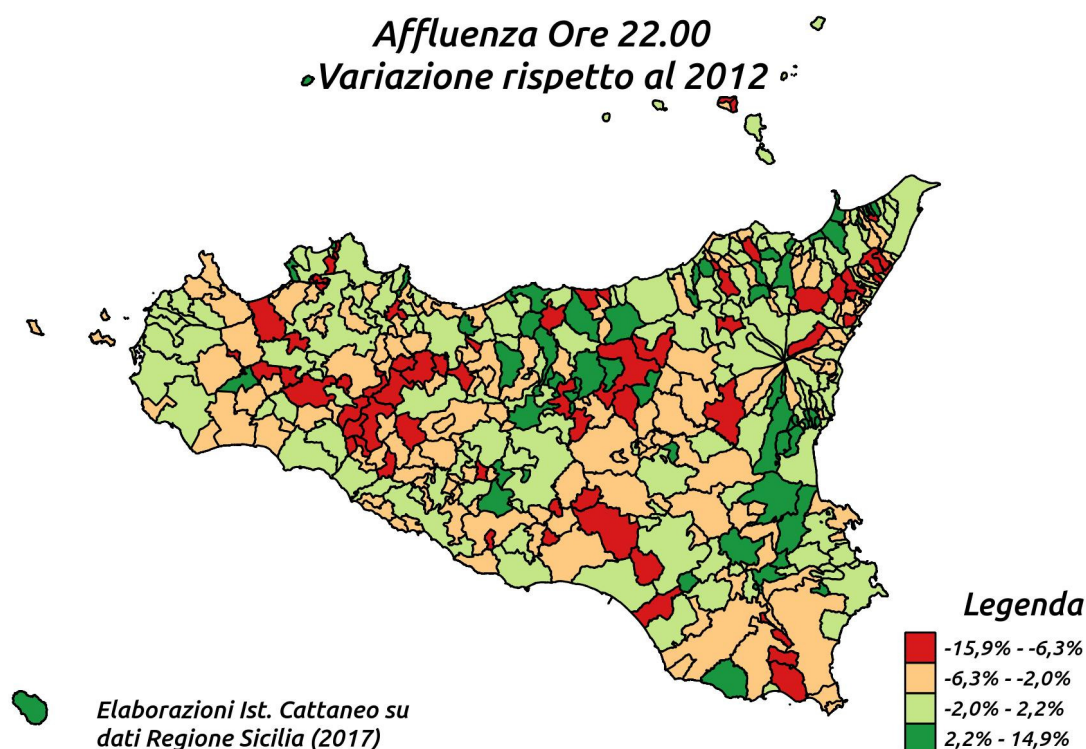 Affluenza Ore 22.00
Variazione rispetto al 2012
Legenda
-15,9% - -6,3%
-6,3% - -2,0%
-2,0% - 2,2%
2,2% - 14,9%
Elaborazioni Ist. Cattaneo su
dati Regione Sicilia (2017)